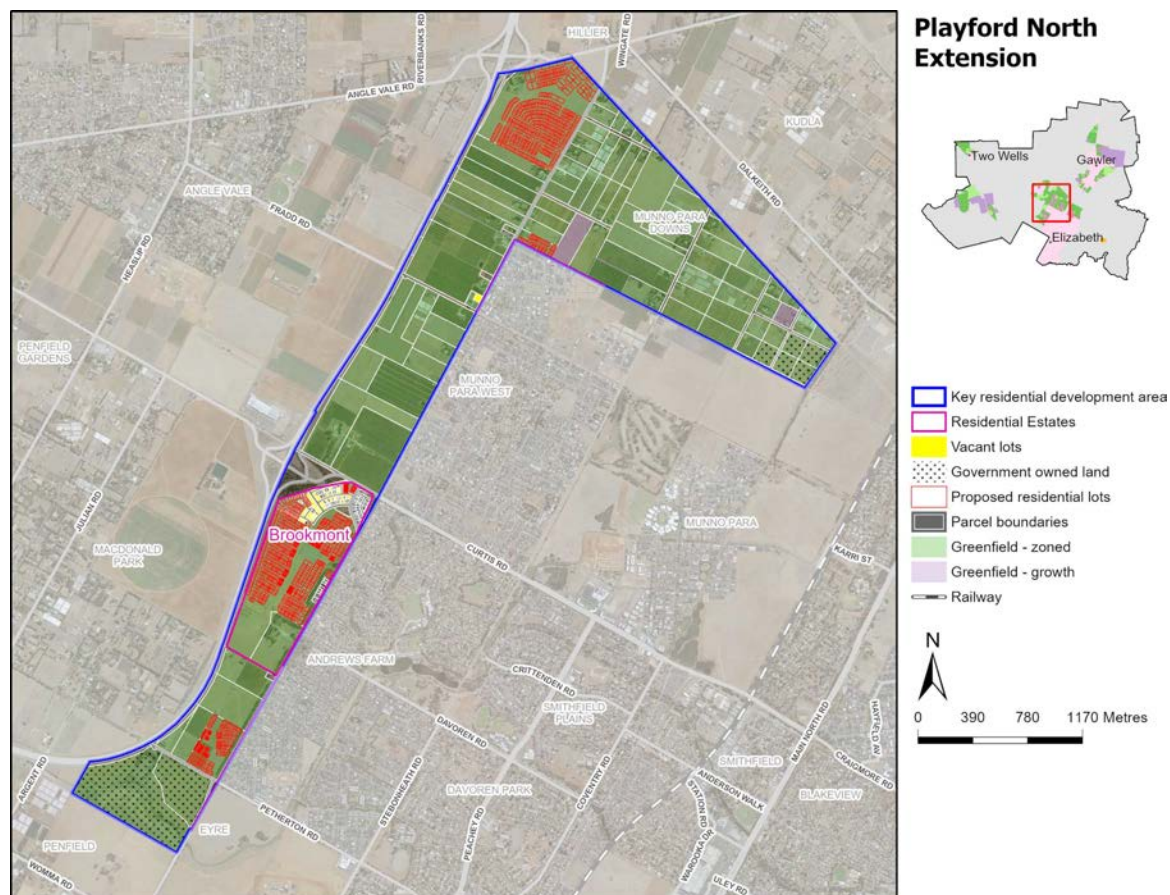 Playford North
Extension
HILLIER
RIVERBANKS RD
WINGATE RD
ANGLE VALE RD
KUDLA
DALKEITH RD
ANGLE VALE
FRADD RD
MUNNO PARA
DOWNS
HEASLIP RD
PENFIELD
GARDENS
MUNNO
PARA WEST
JULIAN RD
Brookmont
MACDONALD
PARK
MUNNO PARA
CURTIS RD
KARRI ST
ANDREWS FARM
CRITTENDEN RD
SMITHFIELD
PLAINS
DAVOREN RD
MAIN NORTH RD
HAYFIELD AV
ARGENT RD
STEBONHEATH RD
COVENTRY RD
SMITHFIELD
CRAIGMORE RD
ANDERSON WALK
DAVOREN PARK
STATION RD
BLAKEVIEW
PETHERTON RD
PEACHEY RD
WAROOKA DR
EYRE
PENFIELD
WOMMA RD
ULEY RD
Two Wells
Gawler
Elizabeth
Key residential development area
Residential Estates
Vacant lots
Government owned land
Proposed residential lots
Parcel boundaries
Greenfield - zoned
Greenfield - growth
Railway
N
0 390 780 1170 Metres